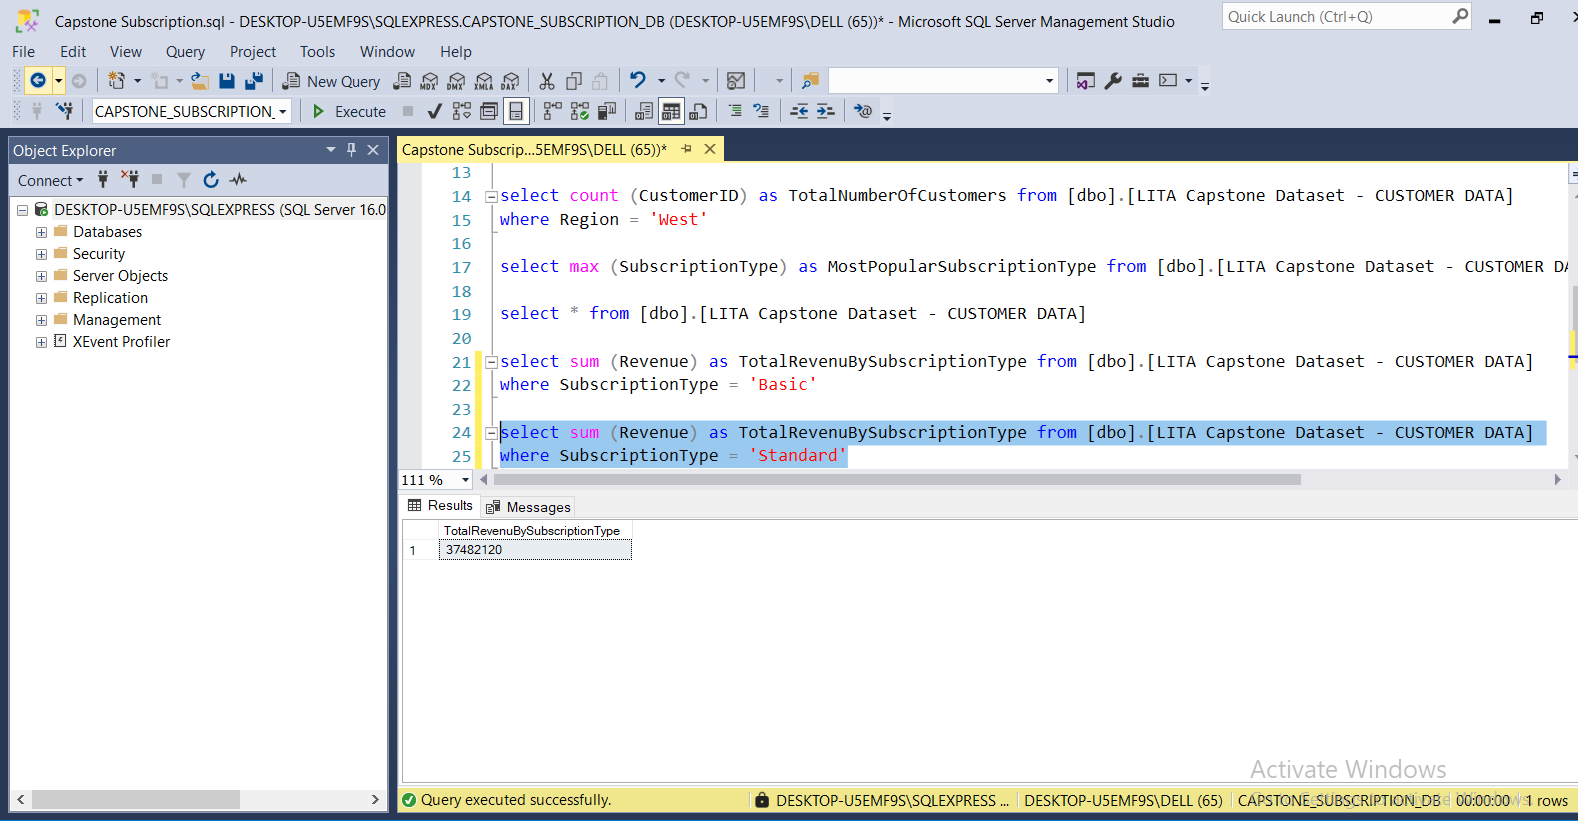 Capstone Subscription.sql - DESKTOP-U5EMF9S\SQLEXPRESS.CAPSTONE_SUBSCRIPTION_DB (DESKTOP-U5EMF9S\DELL (65))* - Microsoft SQL Server Management Studio
Quick Launch (Ctrl+Q)
File Edit View Query Project Tools Window Help
New Query MDX DMX XMLA DAX
CAPSTONE_SUBSCRIPTION_ Execute
Object Explorer
Connect
DESKTOP-U5EMF9S\SQLEXPRESS (SQL Server 16.0
Databases
Security
Server Objects
Replication
Management
XEvent Profiler
Capstone Subscrip...5EMF9S\DELL (65))*
13
14 select count (CustomerID) as TotalNumberOfCustomers from [dbo].[LITA Capstone Dataset - CUSTOMER DATA]
15 where Region = 'West'
16
17 select max (SubscriptionType) as MostPopularSubscriptionType from [dbo].[LITA Capstone Dataset - CUSTOMER DA
18
19 select * from [dbo].[LITA Capstone Dataset - CUSTOMER DATA]
20
21 select sum (Revenue) as TotalRevenuBySubscriptionType from [dbo].[LITA Capstone Dataset - CUSTOMER DATA]
22 where SubscriptionType = 'Basic'
23
24 select sum (Revenue) as TotalRevenuBySubscriptionType from [dbo].[LITA Capstone Dataset - CUSTOMER DATA]
25 where SubscriptionType = 'Standard'
111 %
Results Messages
TotalRevenuBySubscriptionType
1 37482120
Activate Windows
Query executed successfully. DESKTOP-U5EMF9S\SQLEXPRESS ... DESKTOP-U5EMF9S\DELL (65) CAPSTONE_SUBSCRIPTION_DB 00:00:00 1 rows